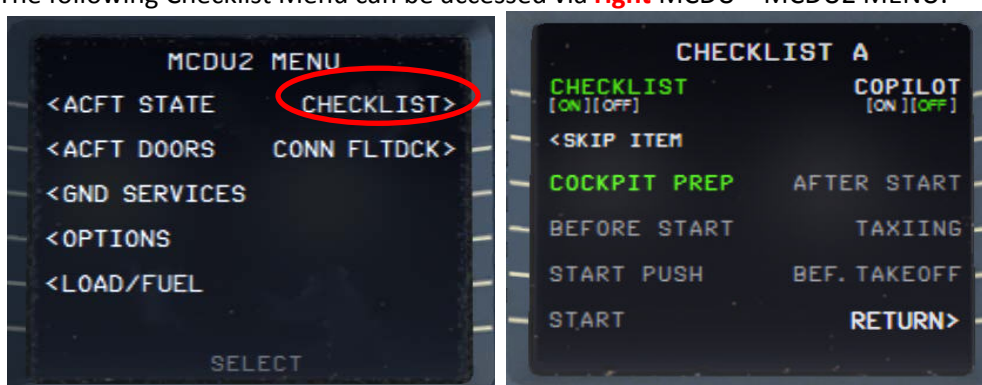 The following Checklist Menu can be accessed via right MCDU – MCDU2 MENU:
MCDU2 MENU
<ACFT STATE CHECKLIST>
<ACFT DOORS CONN FLTDCK>
<GND SERVICES
<OPTIONS
<LOAD/FUEL
SELECT
CHECKLIST A
CHECKLIST COPILOT
[ON][OFF] [ON ][OFF]
<SKIP ITEM
COCKPIT PREP AFTER START
BEFORE START TAXIING
START PUSH BEF.TAKEOFF
START RETURN>